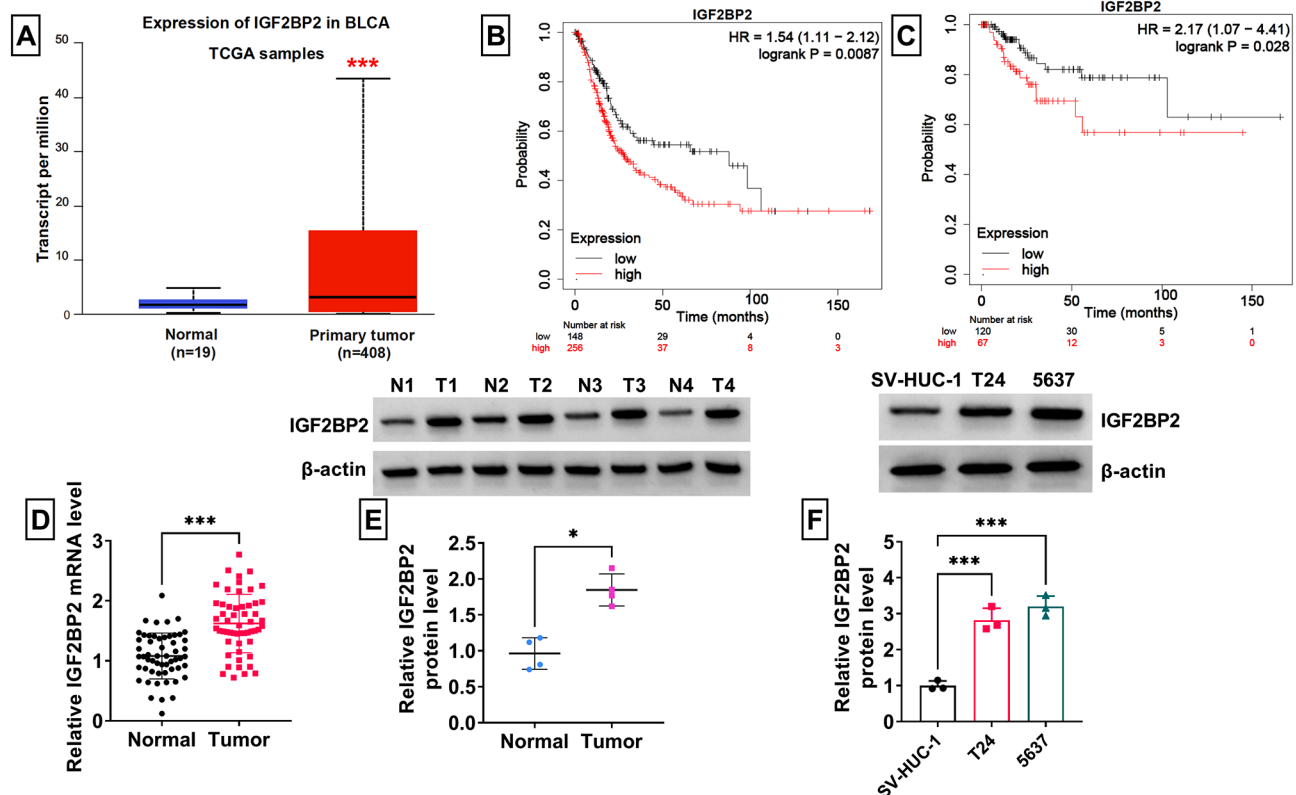 A
Expression of IGF2BP2 in BLCA
TCGA samples
***
Transcript per million
50
40
30
20
10
0
Normal
(n=19)
Primary tumor
(n=408)
B
IGF2BP2
HR = 1.54 (1.11 − 2.12)
logrank P = 0.0087
Probability
1.0
0.8
0.6
0.4
0.2
0.0
Expression
low
high
0
50
100
150
Time (months)
Number at risk
low 148 29 4 0
high 256 37 8 3
C
IGF2BP2
HR = 2.17 (1.07 − 4.41)
logrank P = 0.028
Probability
1.0
0.8
0.6
0.4
0.2
0.0
Expression
low
high
0
50
100
150
Time (months)
Number at risk
low 120 30 5 1
high 67 12 3 0
N1 T1 N2 T2 N3 T3 N4 T4
IGF2BP2
β-actin
SV-HUC-1 T24 5637
IGF2BP2
β-actin
D
Relative IGF2BP2 mRNA level
***
3
2
1
0
Normal Tumor
E
Relative IGF2BP2
protein level
*
2.5
2.0
1.5
1.0
0.5
0.0
Normal Tumor
F
Relative IGF2BP2
protein level
***
***
5
4
3
2
1
0
SV-HUC-1
T24
5637